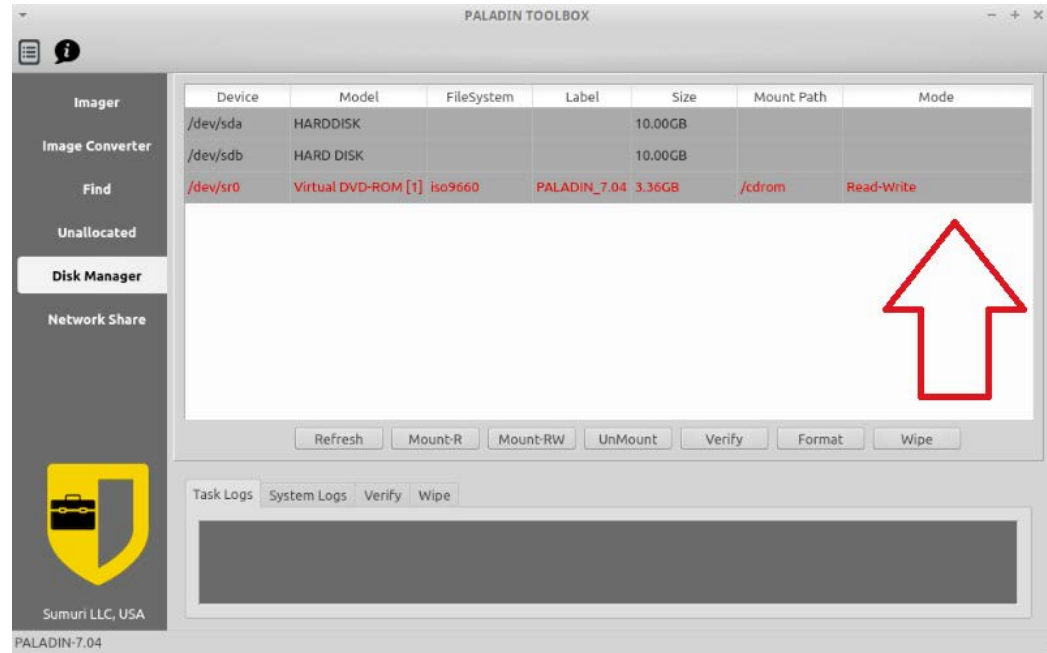 PALADIN TOOLBOX
Imager
Image Converter
Find
Unallocated
Disk Manager
Network Share
Device Model FileSystem Label Size Mount Path Mode
/dev/sda HARDDISK 10.00GB
/dev/sdb HARD DISK 10.00GB
/dev/sr0 Virtual DVD-ROM [1] iso9660 PALADIN_7.04 3.36GB /cdrom Read-Write
Refresh Mount-R Mount-RW UnMount Verify Format Wipe
Task Logs System Logs Verify Wipe
Sumuri LLC, USA
PALADIN-7.04